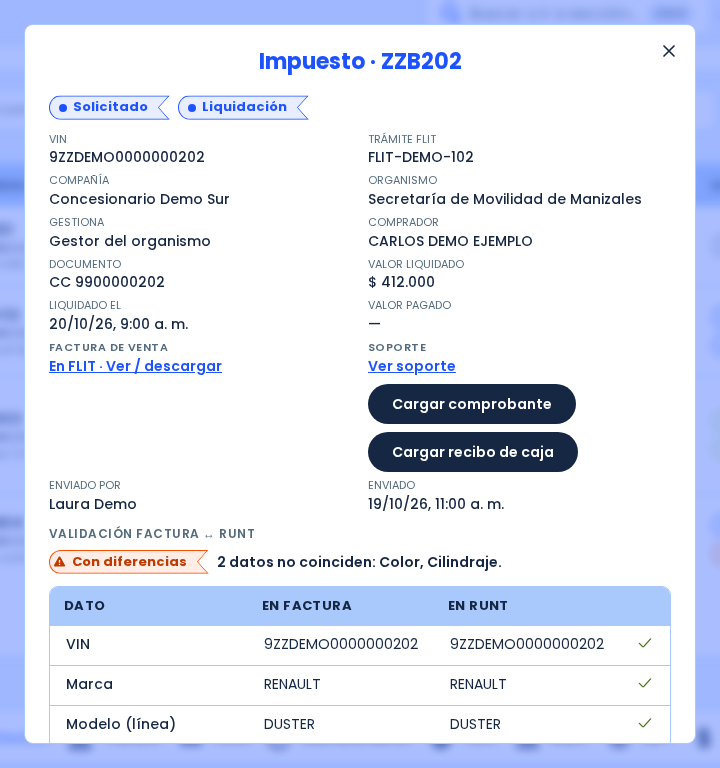 Impuesto · ZZB202
Solicitado
Liquidación
VIN
9ZZDEMO0000000202
TRÁMITE FLIT
FLIT-DEMO-102
COMPAÑÍA
Concesionario Demo Sur
ORGANISMO
Secretaría de Movilidad de Manizales
GESTIONA
Gestor del organismo
COMPRADOR
CARLOS DEMO EJEMPLO
DOCUMENTO
CC 9900000202
VALOR LIQUIDADO
$ 412.000
LIQUIDADO EL
20/10/26, 9:00 a. m.
VALOR PAGADO
—
FACTURA DE VENTA
En FLIT · Ver / descargar
SOPORTE
Ver soporte
Cargar comprobante
Cargar recibo de caja
ENVIADO POR
Laura Demo
ENVIADO
19/10/26, 11:00 a. m.
VALIDACIÓN FACTURA ↔ RUNT
Con diferencias 2 datos no coinciden: Color, Cilindraje.
DATO EN FACTURA EN RUNT
VIN 9ZZDEMO0000000202 9ZZDEMO0000000202
Marca RENAULT RENAULT
Modelo (línea) DUSTER DUSTER